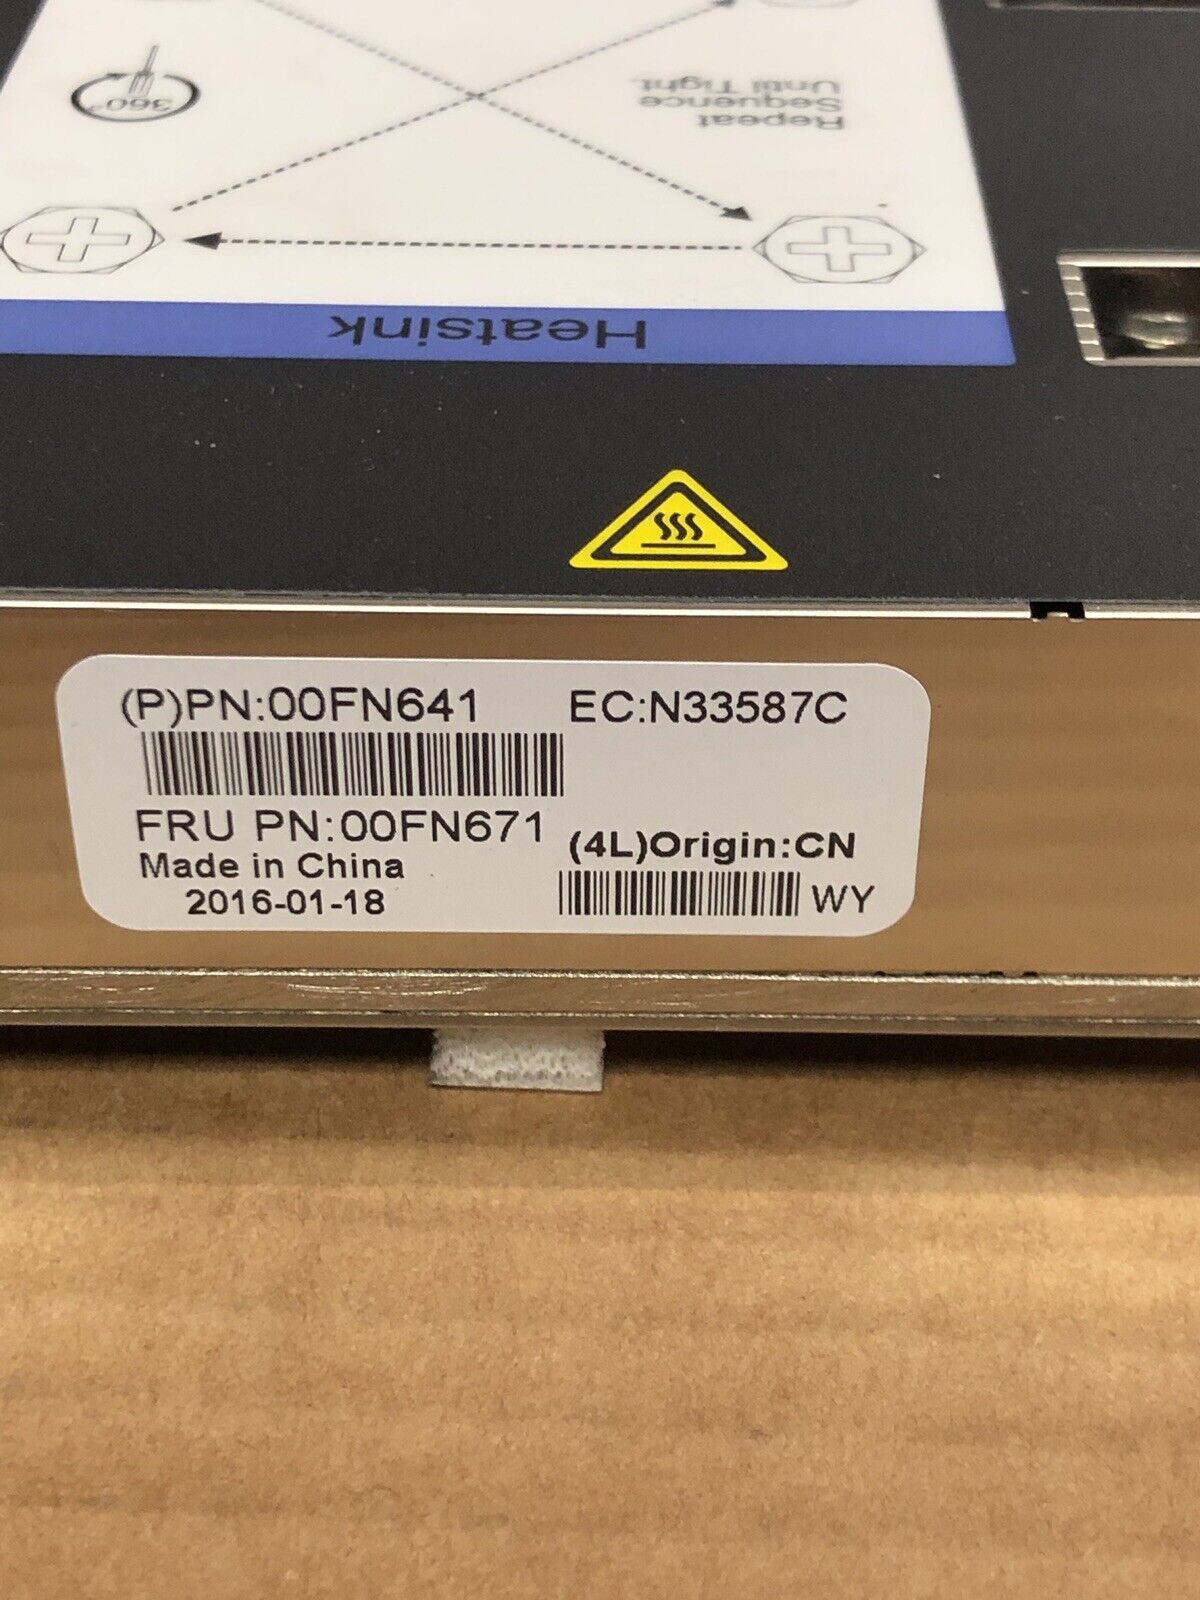 360°
Repeat
Sequence
Until Tight.
Heatsink
(P)PN:00FN641 EC:N33587C
FRU PN:00FN671
(4L)Origin:CN
Made in China
2016-01-18
WY